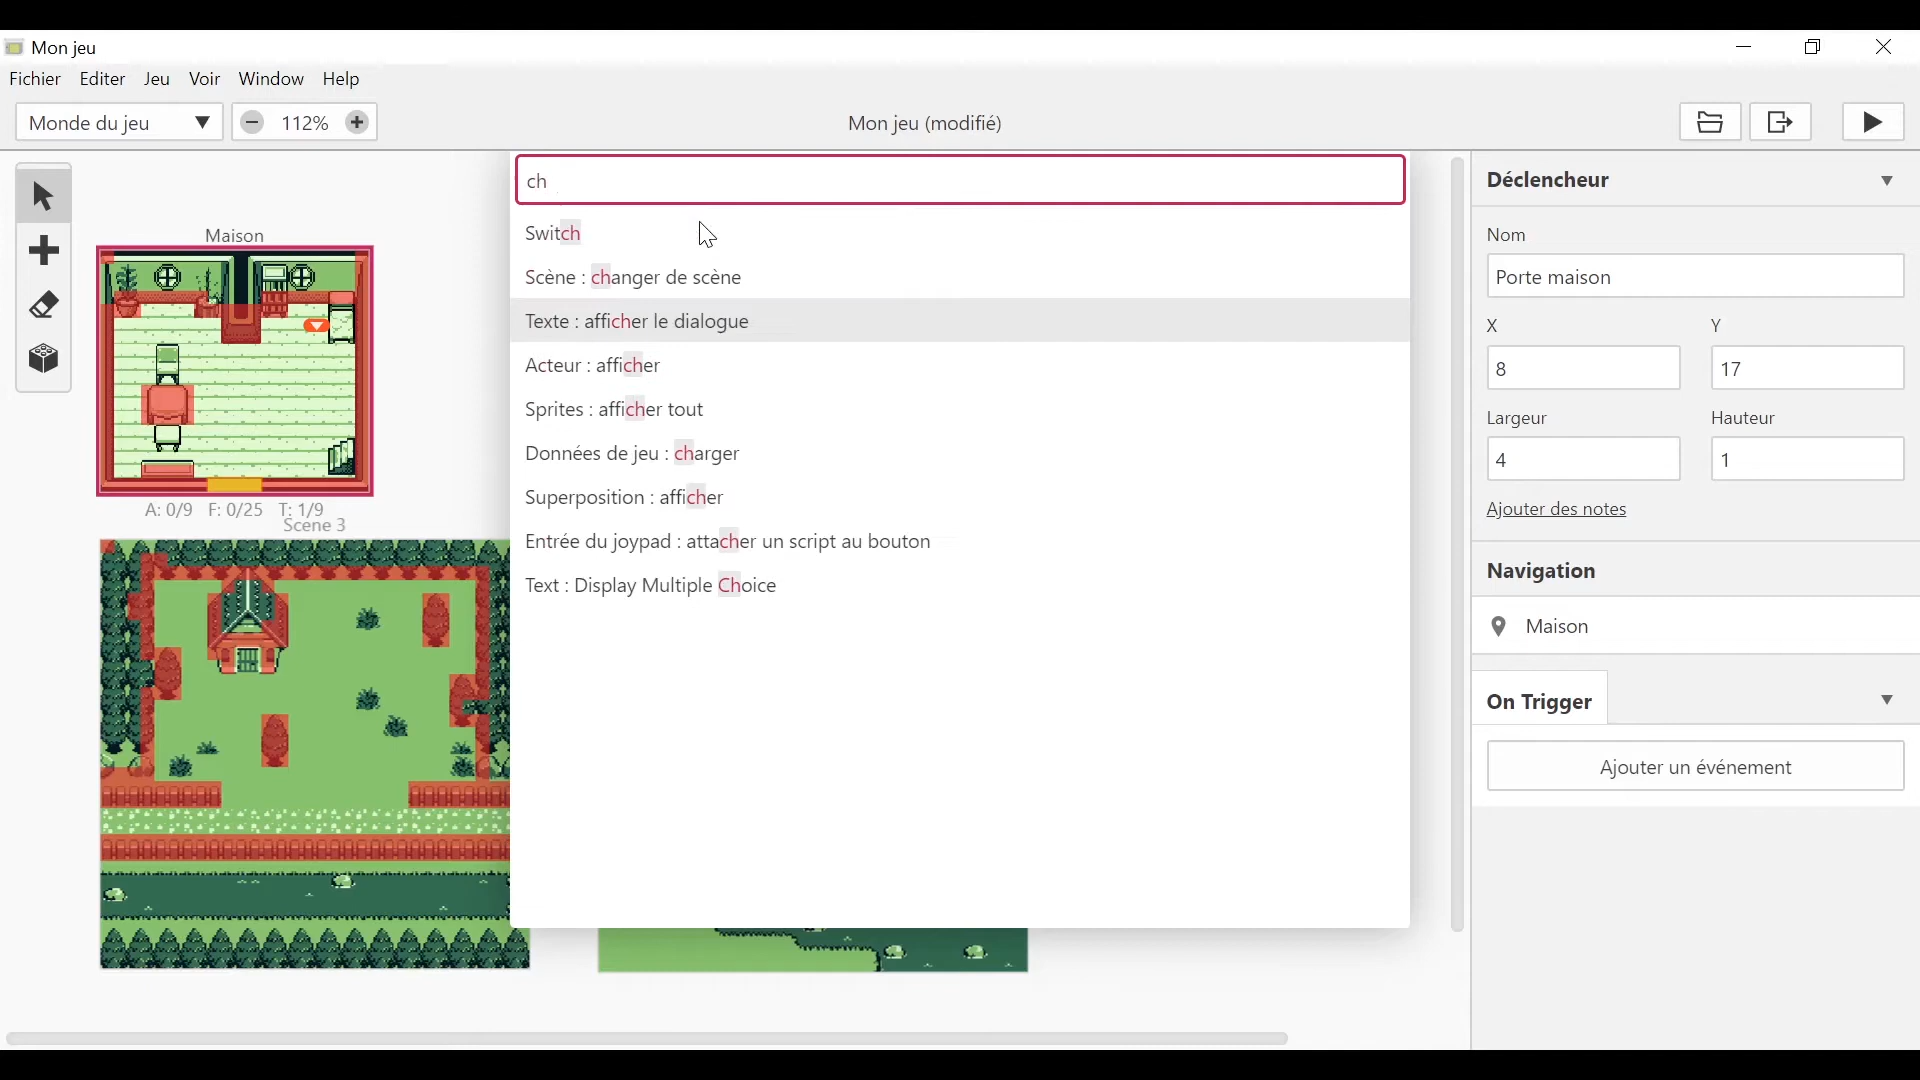 Mon jeu
Fichier Editer Jeu Voir Window Help
Monde du jeu
112%
Mon jeu (modifié)
Maison
A: 0/9 F: 0/25 T: 1/9
Scene 3
ch
Switch
Scène : changer de scène
Texte : afficher le dialogue
Acteur : afficher
Sprites : afficher tout
Données de jeu : charger
Superposition : afficher
Entrée du joypad : attacher un script au bouton
Text : Display Multiple Choice
Déclencheur
Nom
Porte maison
X Y
8 17
Largeur Hauteur
4 1
Ajouter des notes
Navigation
Maison
On Trigger
Ajouter un événement